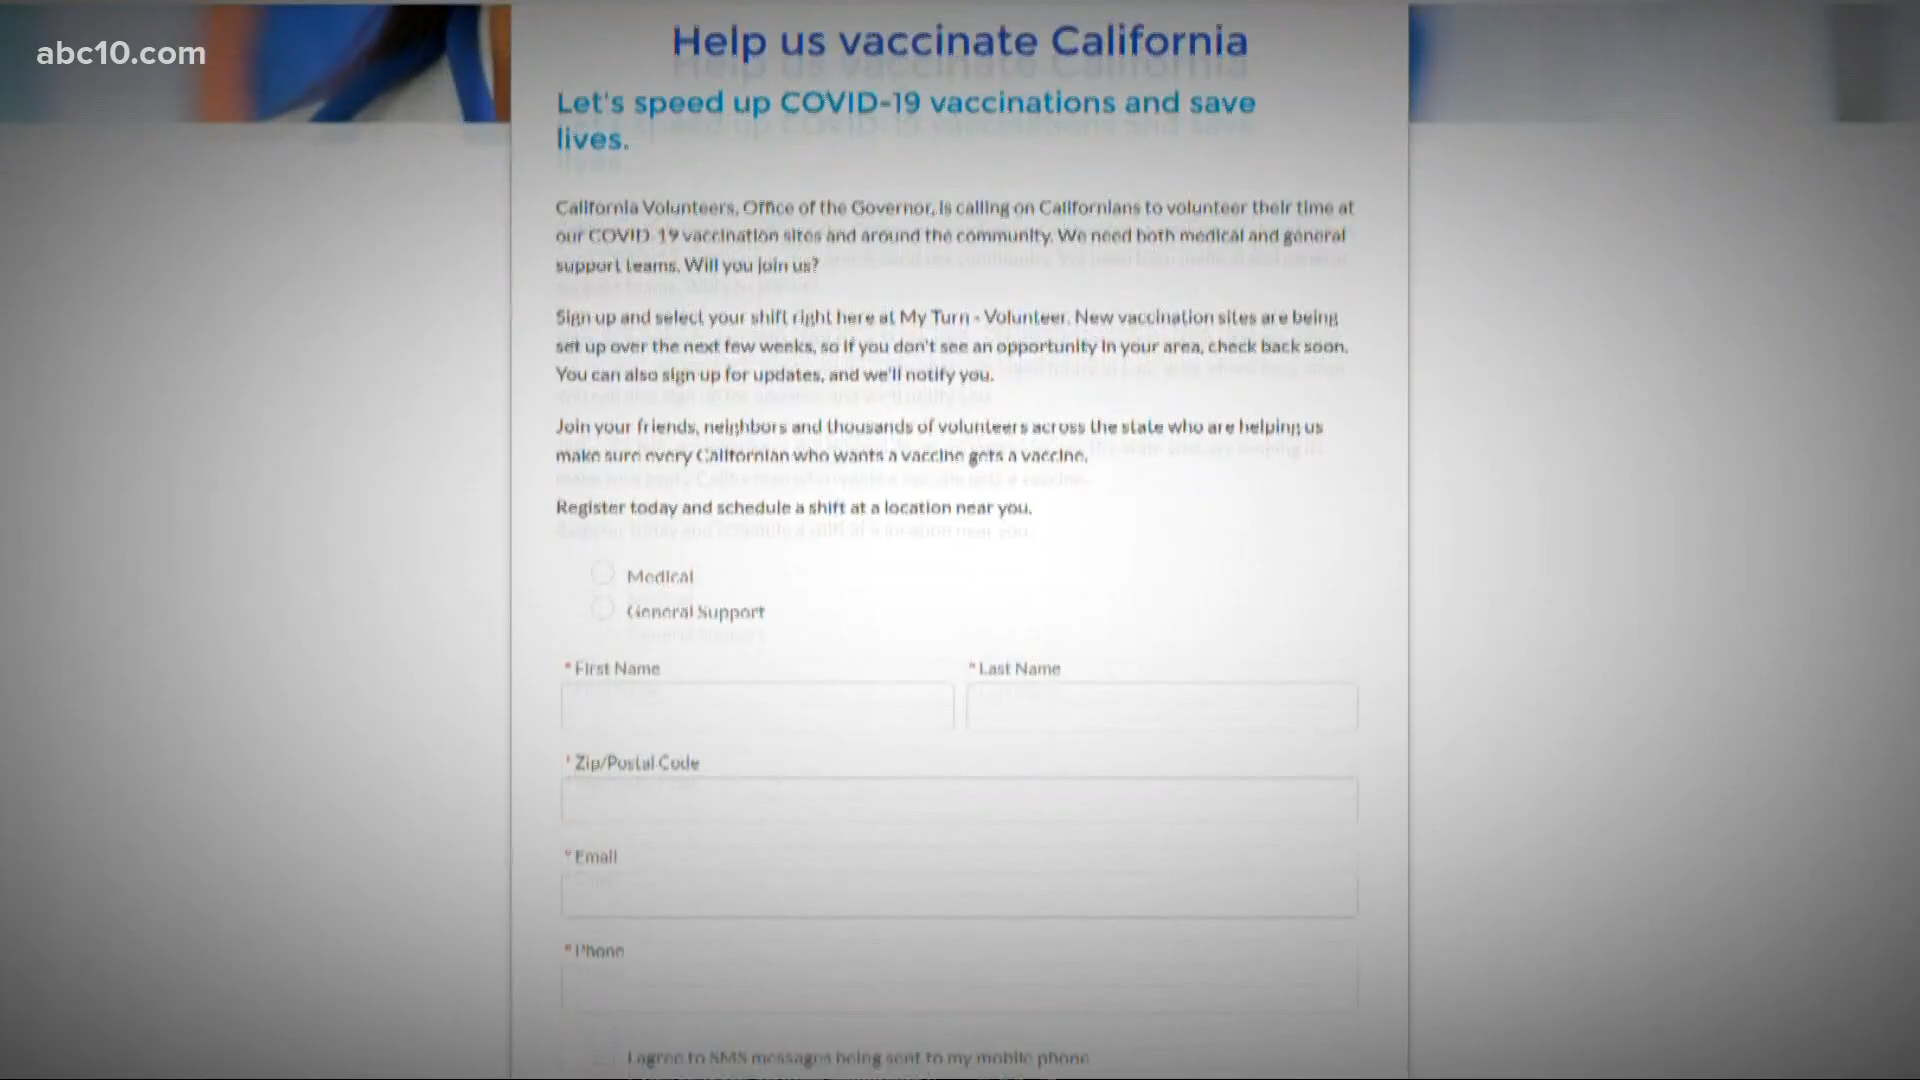 abc10.com
Help us vaccinate California
Let's speed up COVID-19 vaccinations and save
lives.
California Volunteers, Office of the Governor, is calling on Californians to volunteer their time at
our COVID-19 vaccination sites and around the community. We need both medical and general
support teams. Will you join us?
Sign up and select your shift right here at My Turn - Volunteer. New vaccination sites are being
set up over the next few weeks, so if you don't see an opportunity in your area, check back soon.
You can also sign up for updates, and we'll notify you.
Join your friends, neighbors and thousands of volunteers across the state who are helping us
make sure every Californian who wants a vaccine gets a vaccine.
Register today and schedule a shift at a location near you.
Medical
General Support
* First Name * Last Name
* Zip/Postal Code
* Email
* Phone
I agree to SMS messages being sent to my mobile phone